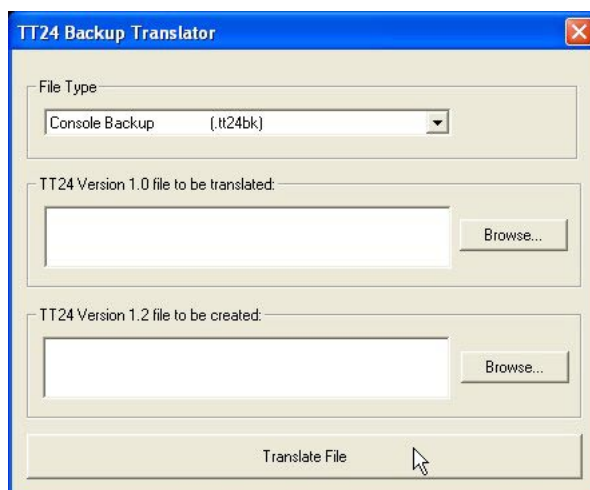 TT24 Backup Translator
File Type
Console Backup (.tt24bk)
TT24 Version 1.0 file to be translated:
Browse...
TT24 Version 1.2 file to be created:
Browse...
Translate File